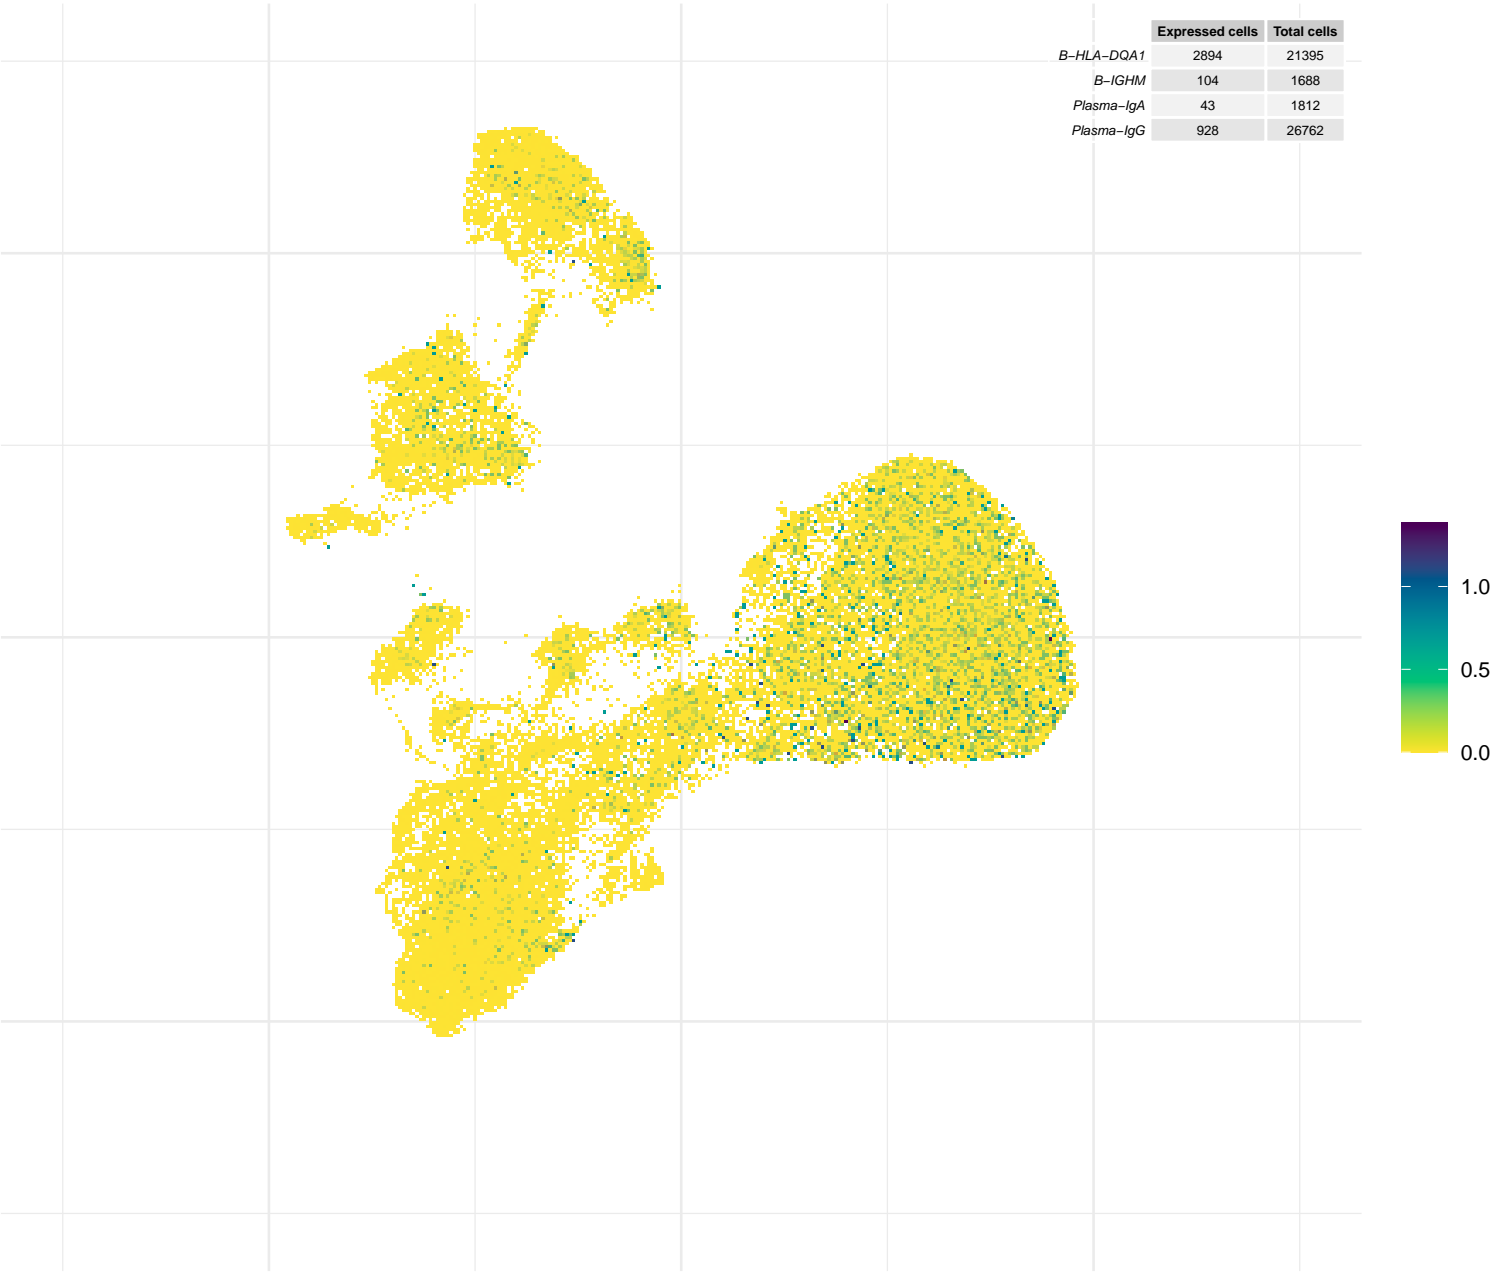 Expressed cells Total cells
B−HLA−DQA1 2894 21395
B−IGHM 104 1688
Plasma−IgA 43 1812
Plasma−IgG 928 26762
1.0
0.5
0.0